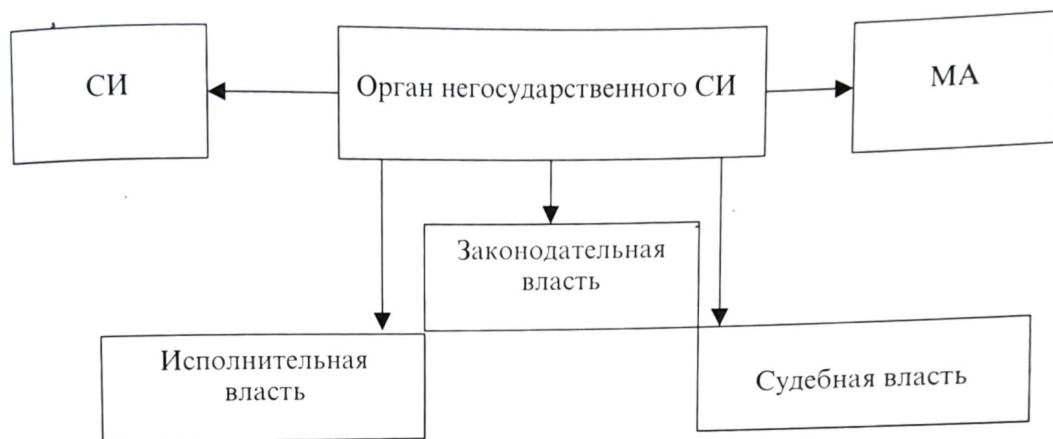 СИ
Орган негосударственного СИ
МА
Законодательная
власть
Исполнительная
власть
Судебная власть